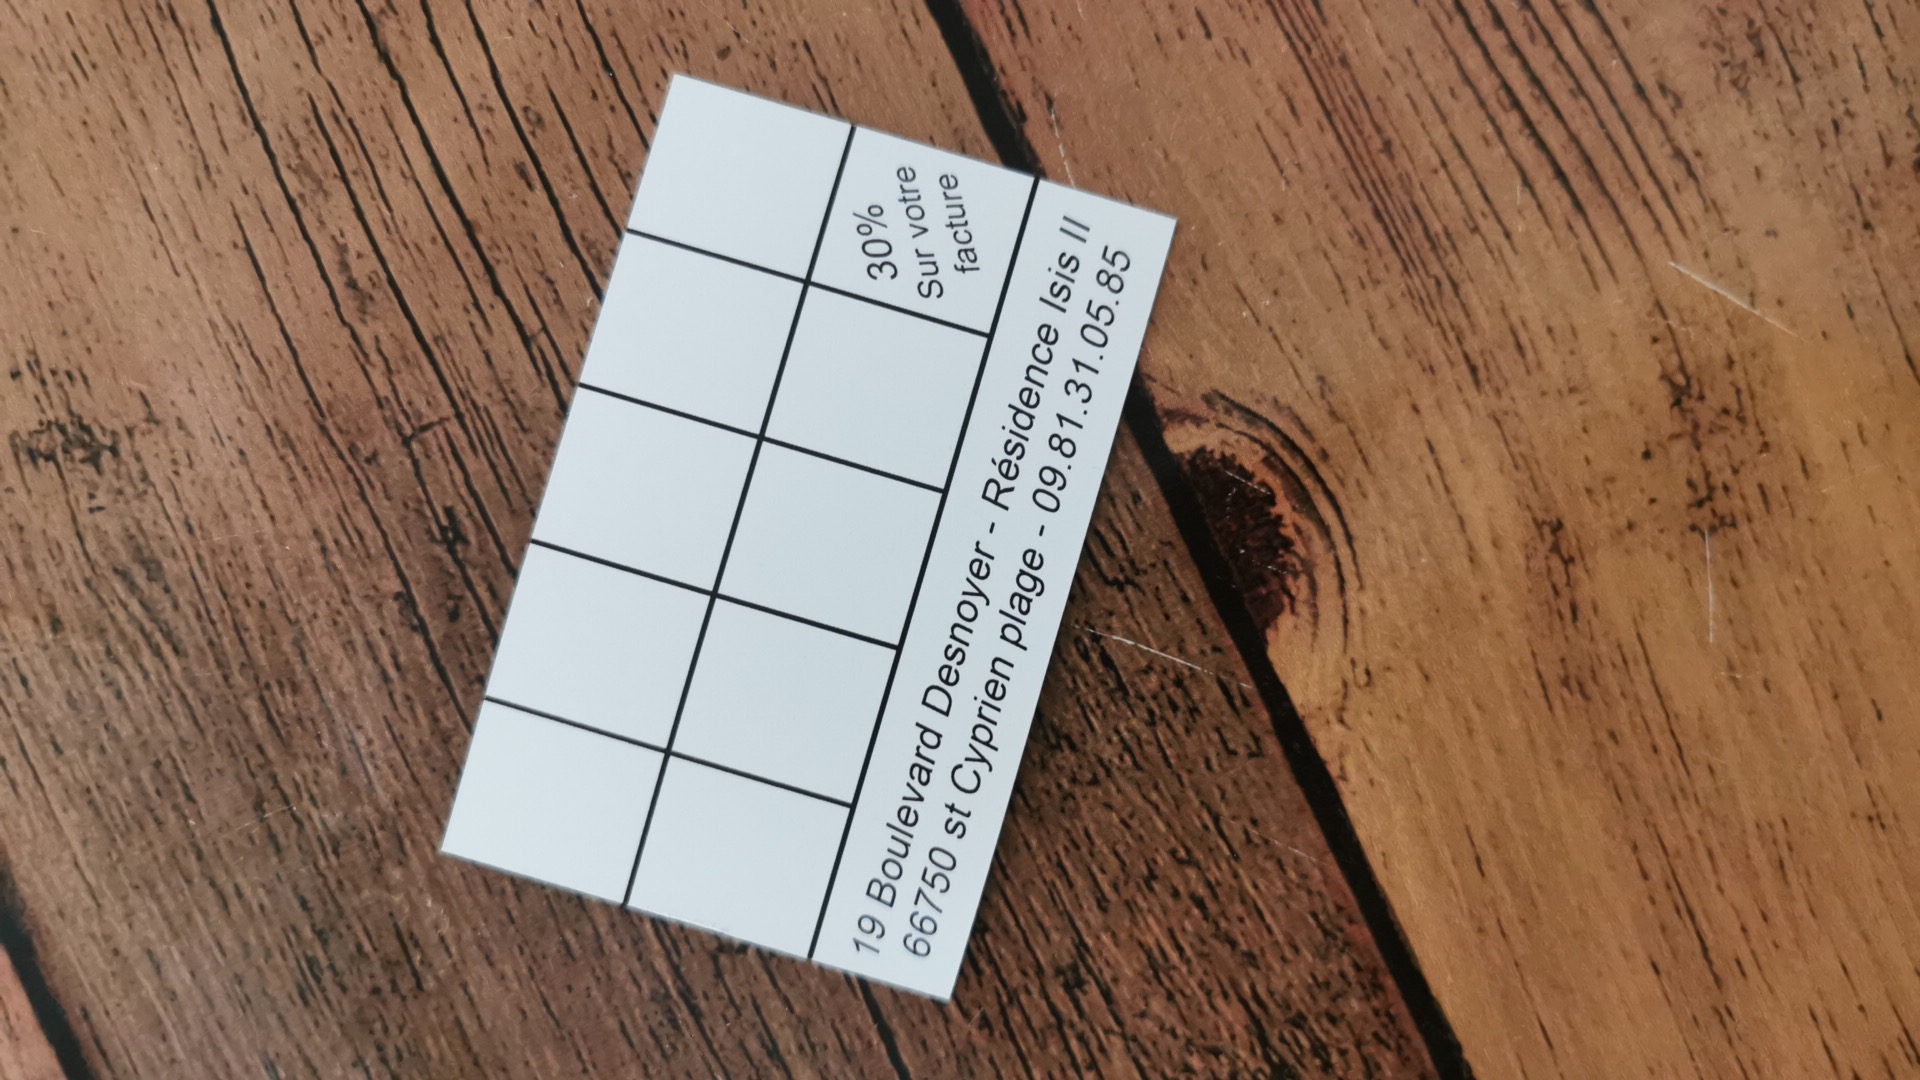 30%
Sur votre
facture
19 Boulevard Desnoyer - Résidence Isis II
66750 st Cyprien plage - 09.81.31.05.85